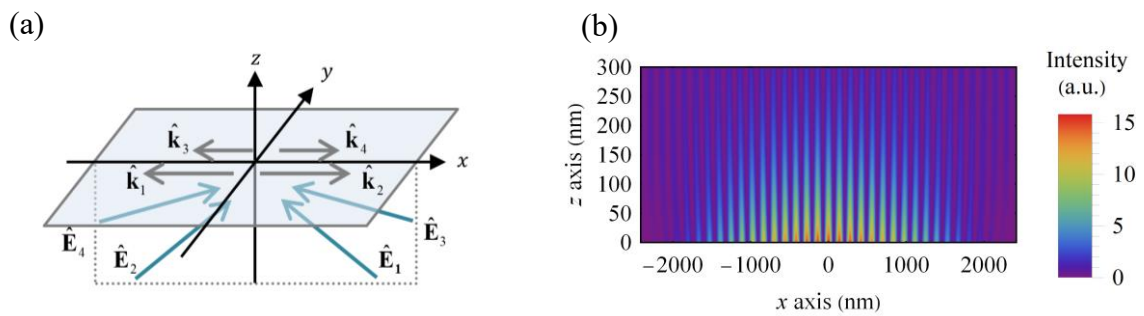 (a)
z
y
k̂₃
k̂₄
x
k̂₁
k̂₂
Ê₄
Ê₃
Ê₂
Ê₁
(b)
300
250
200
150
100
50
0
z axis (nm)
−2000
−1000
0
1000
2000
x axis (nm)
Intensity
(a.u.)
15
10
5
0